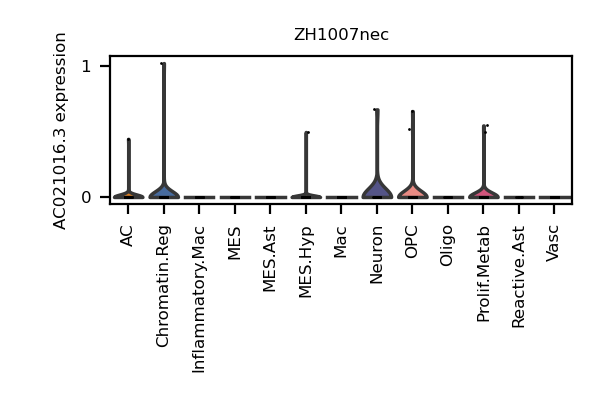 ZH1007nec
AC021016.3 expression
1
0
AC
Chromatin.Reg
Inflammatory.Mac
MES
MES.Ast
MES.Hyp
Mac
Neuron
OPC
Oligo
Prolif.Metab
Reactive.Ast
Vasc